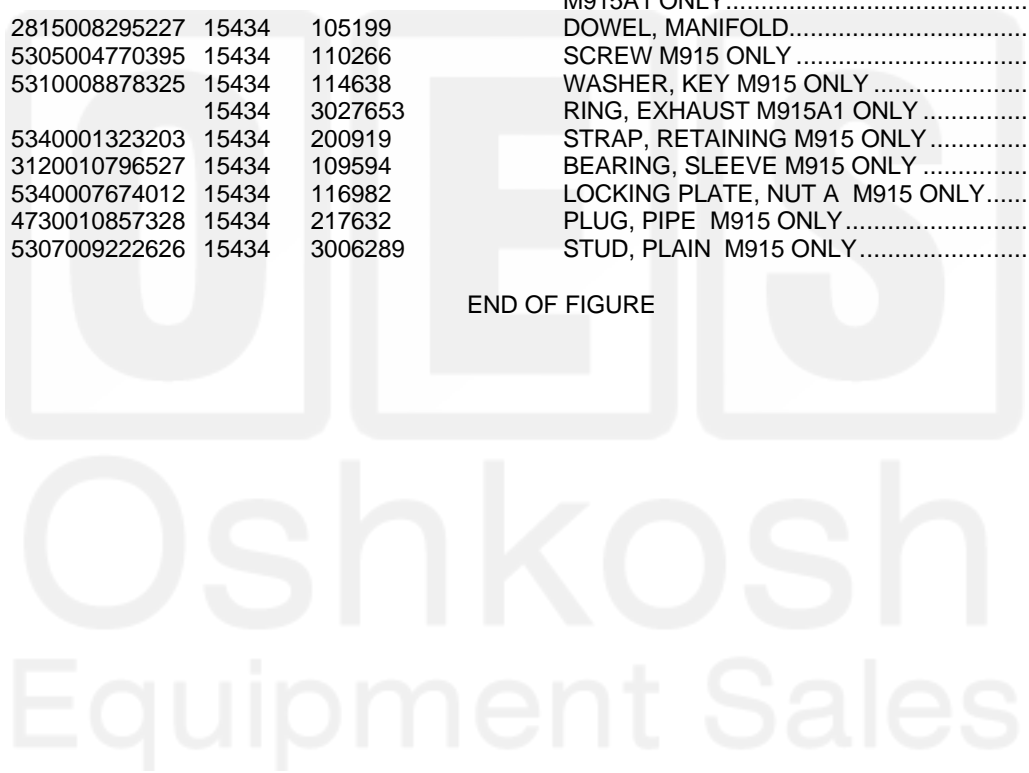 M915A1 ONLY..........................................
2815008295227 15434 105199 DOWEL, MANIFOLD..................................
5305004770395 15434 110266 SCREW M915 ONLY .................................
5310008878325 15434 114638 WASHER, KEY M915 ONLY ......................
15434 3027653 RING, EXHAUST M915A1 ONLY ...............
5340001323203 15434 200919 STRAP, RETAINING M915 ONLY ..............
3120010796527 15434 109594 BEARING, SLEEVE M915 ONLY ...............
5340007674012 15434 116982 LOCKING PLATE, NUT A M915 ONLY......
4730010857328 15434 217632 PLUG, PIPE M915 ONLY..........................
5307009222626 15434 3006289 STUD, PLAIN M915 ONLY........................
END OF FIGURE
OES
Oshkosh
Equipment Sales